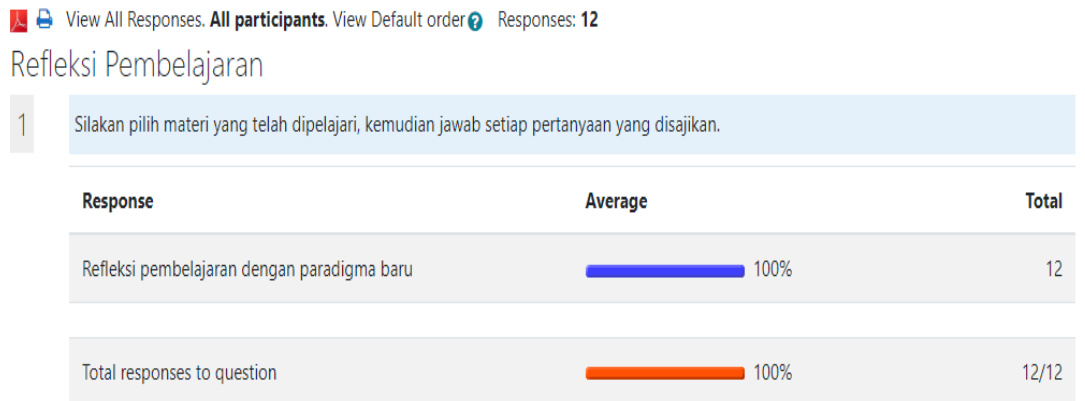 View All Responses. All participants. View Default order Responses: 12
Refleksi Pembelajaran
1 Silakan pilih materi yang telah dipelajari, kemudian jawab setiap pertanyaan yang disajikan.
Response Average Total
Refleksi pembelajaran dengan paradigma baru 100% 12
Total responses to question 100% 12/12